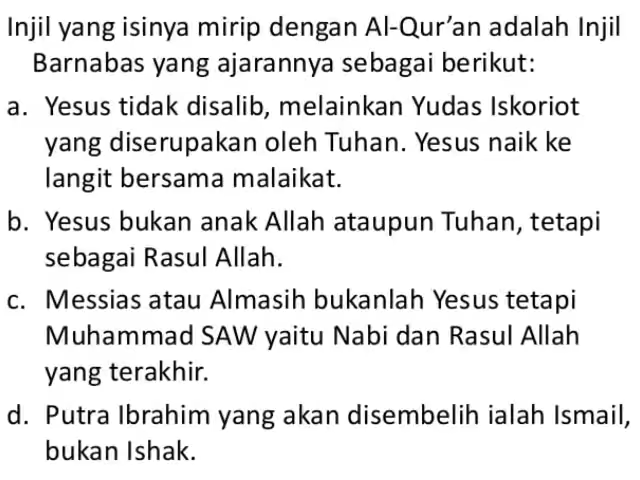 Injil yang isinya mirip dengan Al-Qur’an adalah Injil
Barnabas yang ajarannya sebagai berikut:
a. Yesus tidak disalib, melainkan Yudas Iskoriot
yang diserupakan oleh Tuhan. Yesus naik ke
langit bersama malaikat.
b. Yesus bukan anak Allah ataupun Tuhan, tetapi
sebagai Rasul Allah.
c. Messias atau Almasih bukanlah Yesus tetapi
Muhammad SAW yaitu Nabi dan Rasul Allah
yang terakhir.
d. Putra Ibrahim yang akan disembelih ialah Ismail,
bukan Ishak.